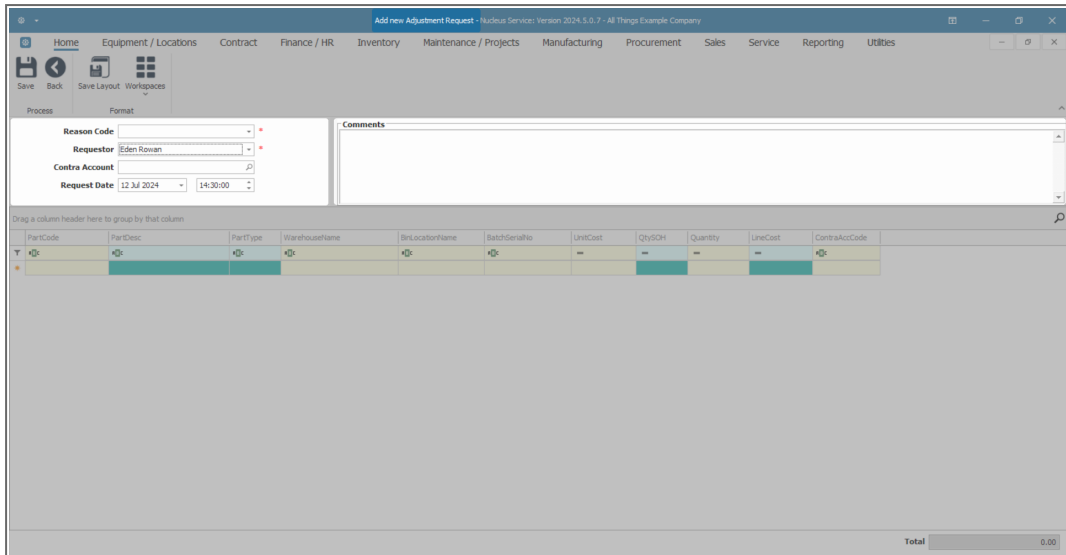 Add new Adjustment Request - Nucleus Service: Version 2024.5.0.7 - All Things Example Company
Home Equipment / Locations Contract Finance / HR Inventory Maintenance / Projects Manufacturing Procurement Sales Service Reporting Utilities
Save Back Save Layout Workspaces
Process Format
Reason Code *
Requestor Eden Rowan *
Contra Account
Request Date 12 Jul 2024 14:30:00
Comments
Drag a column header here to group by that column
PartCode PartDesc PartType WarehouseName BinLocationName BatchSerialNo UnitCost QtySOH Quantity LineCost ContraAccCode
Total 0.00